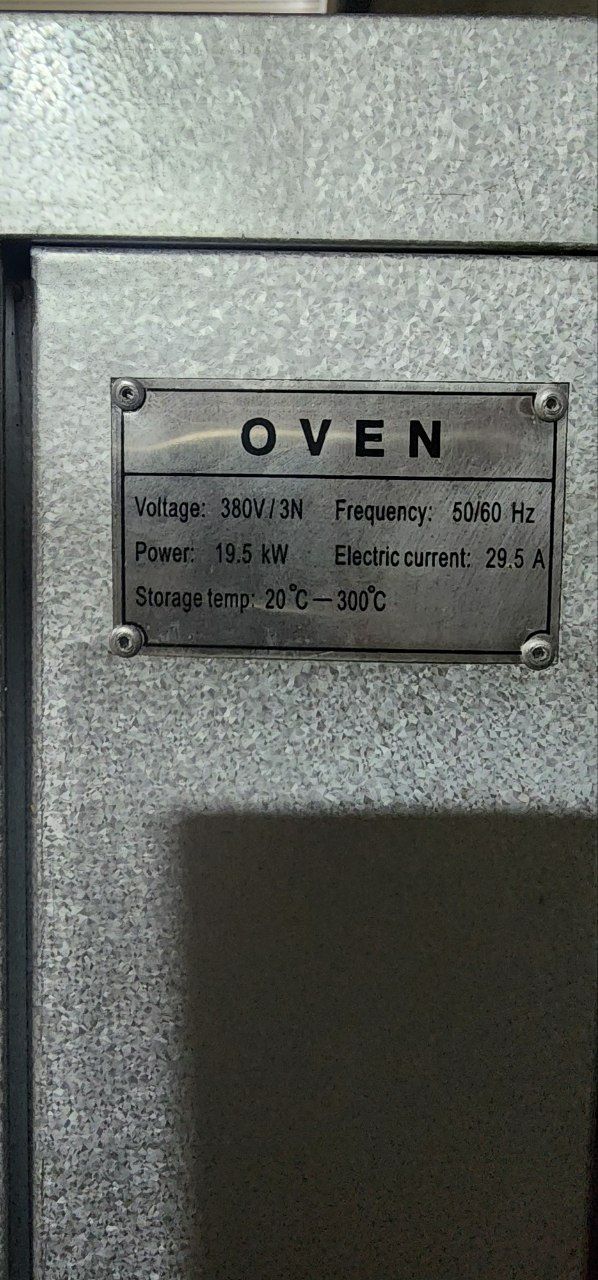 OVEN
Voltage: 380V/3N Frequency: 50/60 Hz
Power: 19.5 kW Electric current: 29.5 A
Storage temp: 20°C—300°C